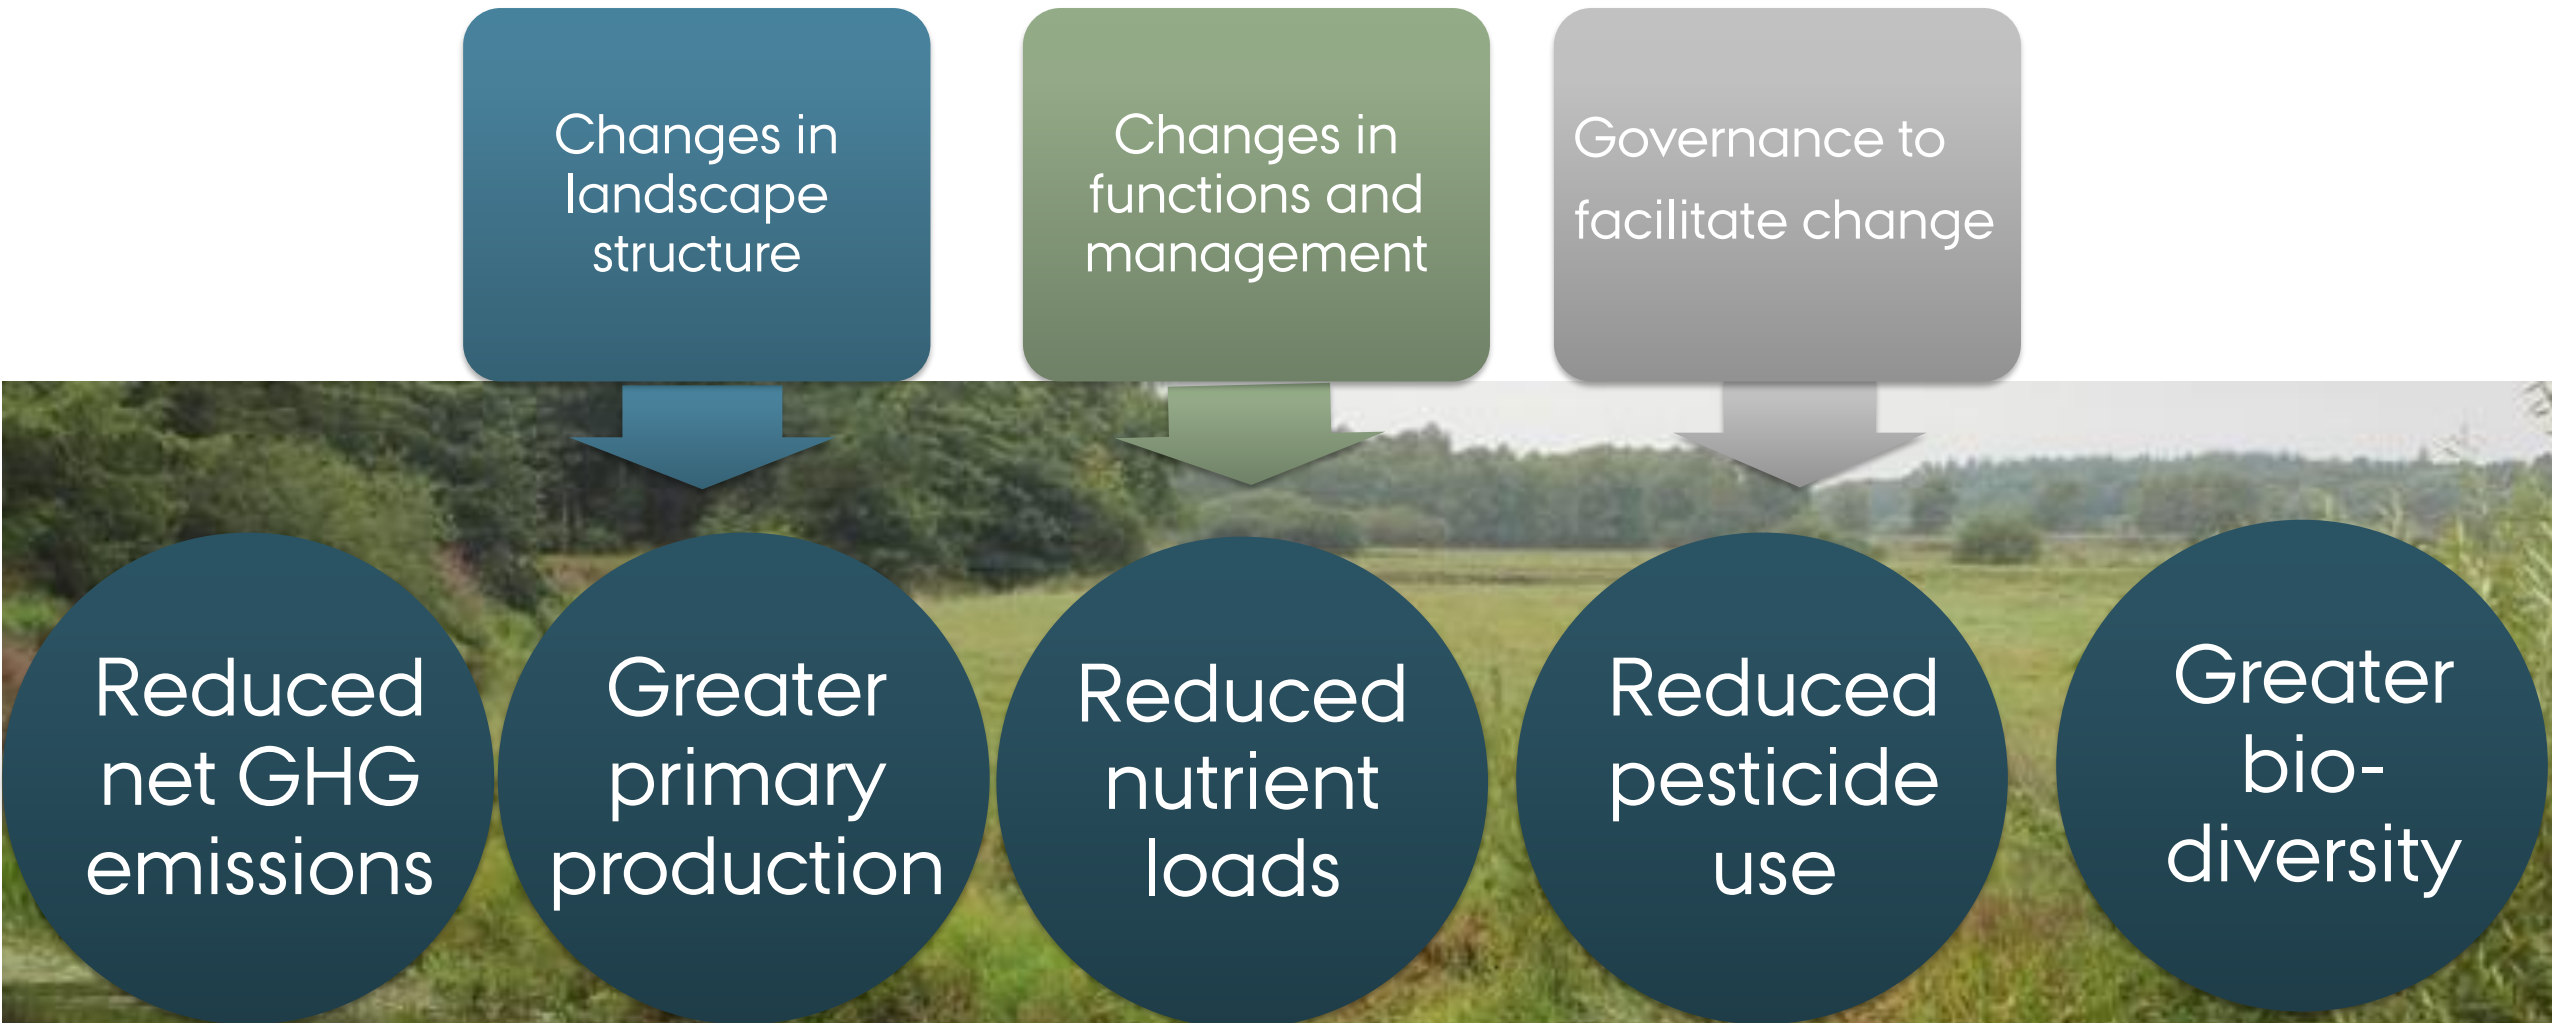 Changes in
landscape
structure
Changes in
functions and
management
Governance to
facilitate change
Reduced
net GHG
emissions
Greater
primary
production
Reduced
nutrient
loads
Reduced
pesticide
use
Greater
bio-
diversity